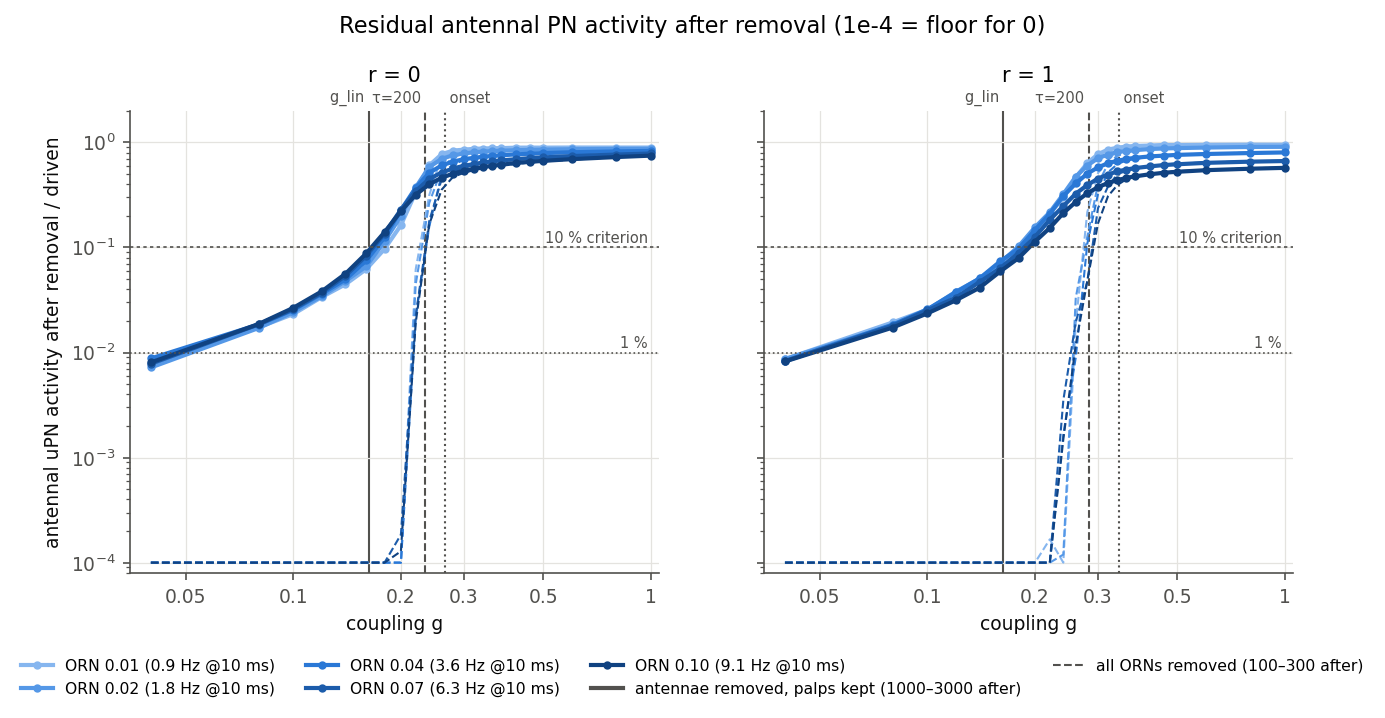 Residual antennal PN activity after removal (1e-4 = floor for 0)
r = 0
g_lin τ=200 onset
10 % criterion
1 %
antennal uPN activity after removal / driven
10⁰
10⁻¹
10⁻²
10⁻³
10⁻⁴
0.05 0.1 0.2 0.3 0.5 1
coupling g
r = 1
g_lin τ=200 onset
10 % criterion
1 %
0.05 0.1 0.2 0.3 0.5 1
coupling g
ORN 0.01 (0.9 Hz @10 ms)
ORN 0.02 (1.8 Hz @10 ms)
ORN 0.04 (3.6 Hz @10 ms)
ORN 0.07 (6.3 Hz @10 ms)
ORN 0.10 (9.1 Hz @10 ms)
antennae removed, palps kept (1000–3000 after)
all ORNs removed (100–300 after)